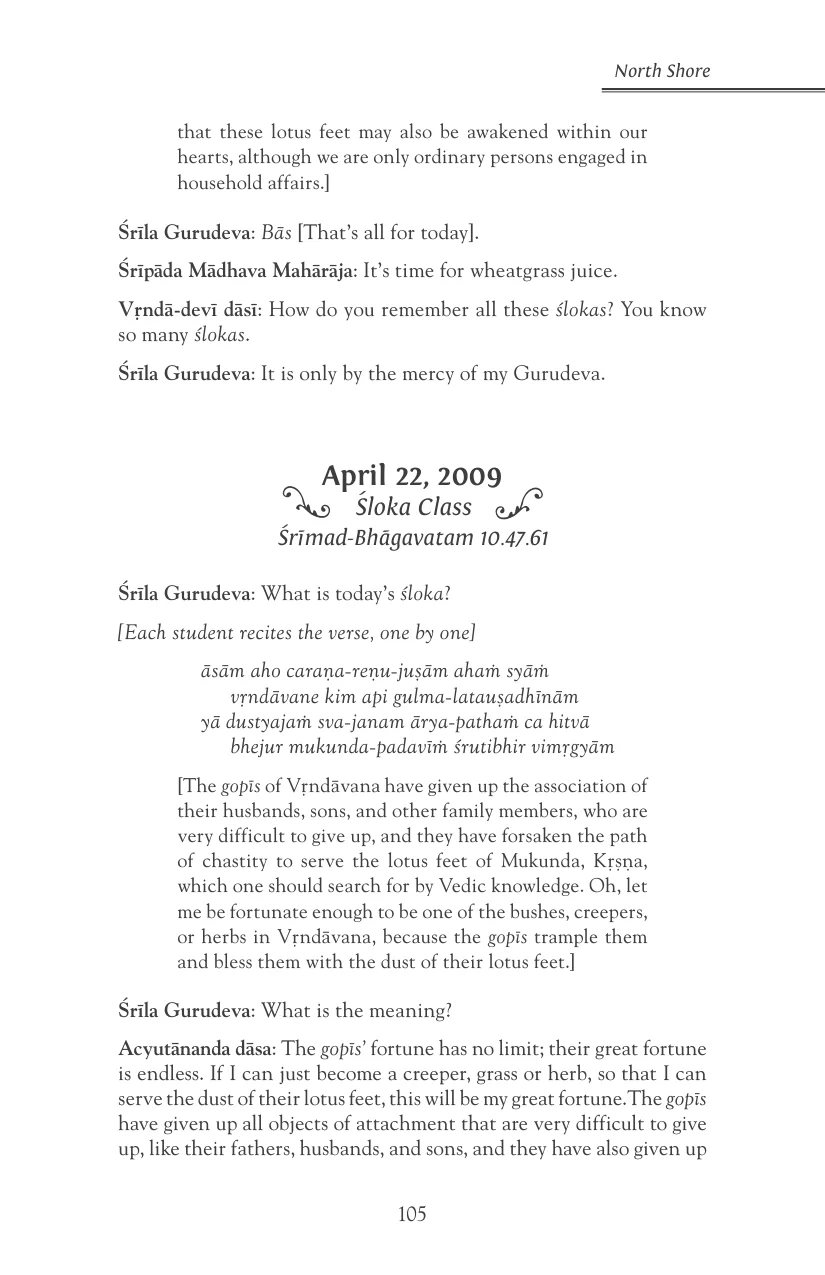 North Shore
that these lotus feet may also be awakened within our
hearts, although we are only ordinary persons engaged in
household affairs.]
Śrīla Gurudeva: Bās [That's all for today].
Śrīpāda Mādhava Mahārāja: It's time for wheatgrass juice.
Vṛndā-devī dāsī: How do you remember all these ślokas? You know
so many ślokas.
Śrīla Gurudeva: It is only by the mercy of my Gurudeva.
April 22, 2009
Śloka Class
Śrīmad-Bhāgavatam 10.47.61
Śrīla Gurudeva: What is today's śloka?
[Each student recites the verse, one by one]
āsām aho caraṇa-reṇu-juṣām ahaṁ syāṁ
vṛndāvane kim api gulma-latauṣadhīnām
yā dustyajaṁ sva-janam ārya-pathaṁ ca hitvā
bhejur mukunda-padavīṁ śrutibhir vimṛgyām
[The gopīs of Vṛndāvana have given up the association of
their husbands, sons, and other family members, who are
very difficult to give up, and they have forsaken the path
of chastity to serve the lotus feet of Mukunda, Kṛṣṇa,
which one should search for by Vedic knowledge. Oh, let
me be fortunate enough to be one of the bushes, creepers,
or herbs in Vṛndāvana, because the gopīs trample them
and bless them with the dust of their lotus feet.]
Śrīla Gurudeva: What is the meaning?
Acyutānanda dāsa: The gopīs' fortune has no limit; their great fortune
is endless. If I can just become a creeper, grass or herb, so that I can
serve the dust of their lotus feet, this will be my great fortune.The gopīs
have given up all objects of attachment that are very difficult to give
up, like their fathers, husbands, and sons, and they have also given up
105